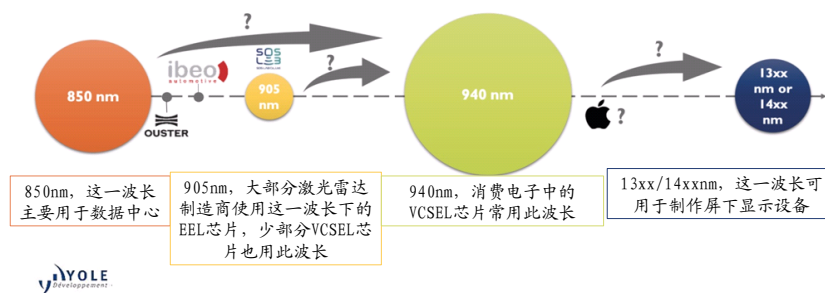 ?
?
?
SOS
LAB
ibeo
automotive
850 nm
905
nm
940 nm
13xx
nm or
14xx
nm
OUSTER
?
850nm，这一波长
主要用于数据中心
905nm，大部分激光雷达
制造商使用这一波长下的
EEL芯片，少部分VCSEL芯
片也用此波长
940nm，消费电子中的
VCSEL芯片常用此波长
13xx/14xxnm，这一波长可
用于制作屏下显示设备
YOLE
Développement